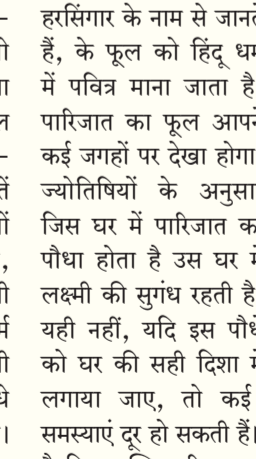 हरसिंगार के नाम से जानते
हैं, के फूल को हिंदू धर्म
में पवित्र माना जाता है
पारिजात का फूल आपने
कई जगहों पर देखा होगा
ज्योतिषियों के अनुसा
जिस घर में पारिजात क
पौधा होता है उस घर में
लक्ष्मी की सुगंध रहती है
यही नहीं, यदि इस पौधे
को घर की सही दिशा में
लगाया जाए, तो कई
समस्याएं दूर हो सकती हैं।